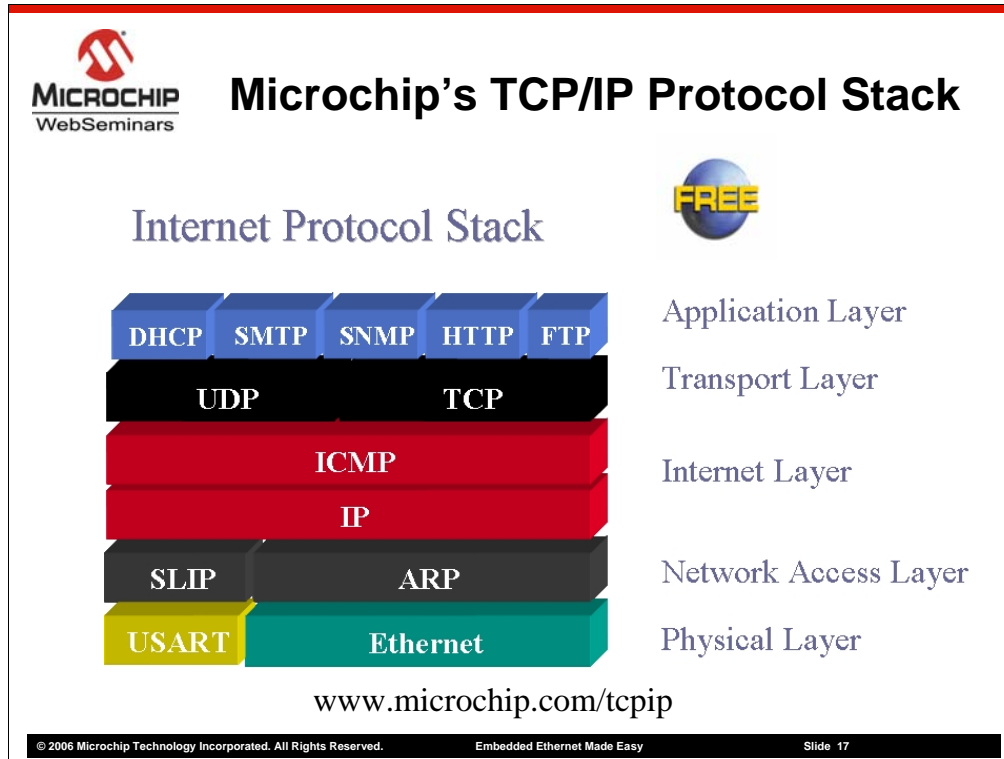 MICROCHIP
WebSeminars
Microchip's TCP/IP Protocol Stack
FREE
Internet Protocol Stack
DHCP SMTP SNMP HTTP FTP Application Layer
UDP TCP Transport Layer
ICMP
Internet Layer
IP
SLIP ARP Network Access Layer
USART Ethernet Physical Layer
www.microchip.com/tcpip
© 2006 Microchip Technology Incorporated. All Rights Reserved. Embedded Ethernet Made Easy Slide 17